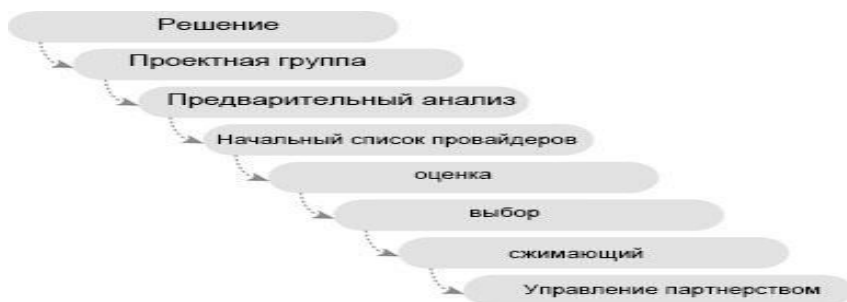 Решение
Проектная группа
Предварительный анализ
Начальный список провайдеров
оценка
выбор
сжимающий
Управление партнерством